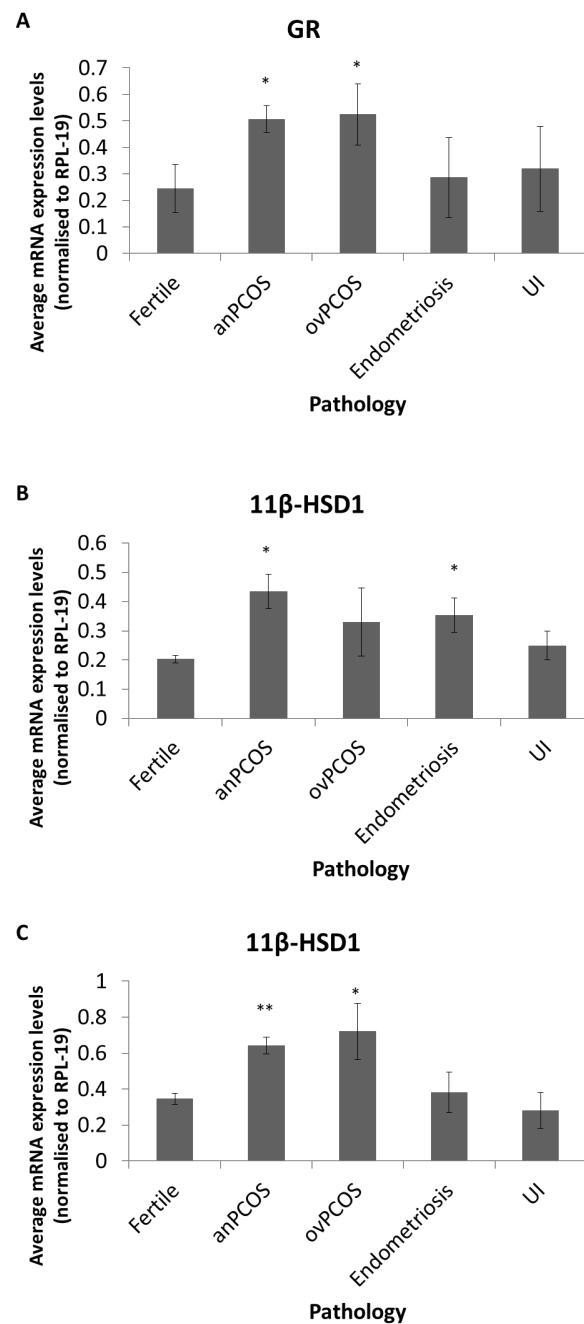 A
GR
Average mRNA expression levels
(normalised to RPL-19)
0.7
0.6
0.5
0.4
0.3
0.2
0.1
0
*
*
Fertile
anPCOS
ovPCOS
Endometriosis
UI
Pathology
B
11β-HSD1
Average mRNA expression levels
(normalised to RPL-19)
0.6
0.5
0.4
0.3
0.2
0.1
0
*
*
Fertile
anPCOS
ovPCOS
Endometriosis
UI
Pathology
C
11β-HSD1
Average mRNA expression levels
(normalised to RPL-19)
1
0.8
0.6
0.4
0.2
0
**
*
Fertile
anPCOS
ovPCOS
Endometriosis
UI
Pathology